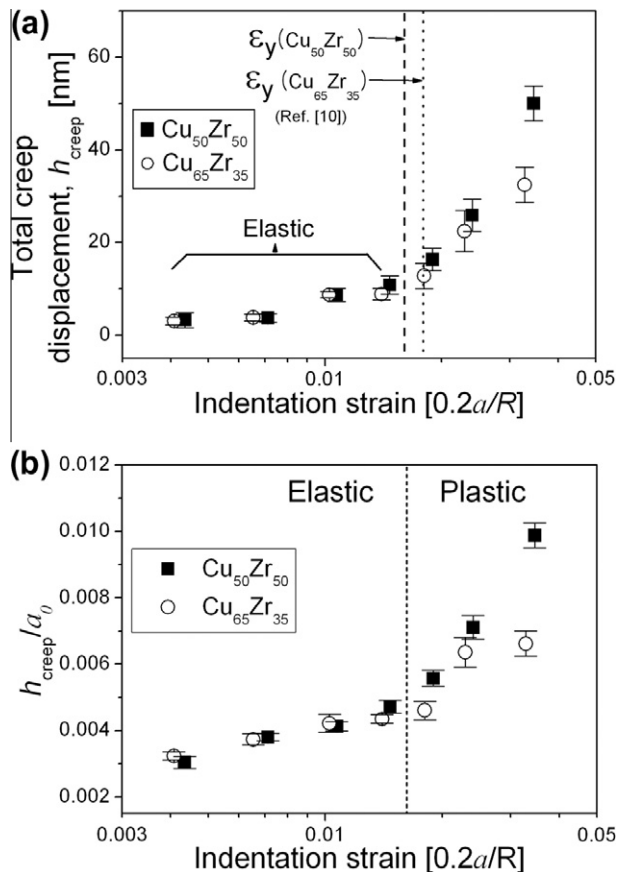 (a)
60
40
20
0
Total creep
displacement, h_creep [nm]
ε_y (Cu50Zr50)
ε_y (Cu65Zr35)
(Ref. [10])
Cu50Zr50
Cu65Zr35
Elastic
0.003 0.01 0.05
Indentation strain [0.2a/R]
(b)
0.012
0.010
0.008
0.006
0.004
0.002
h_creep/a_0
Elastic Plastic
Cu50Zr50
Cu65Zr35
0.003 0.01 0.05
Indentation strain [0.2a/R]